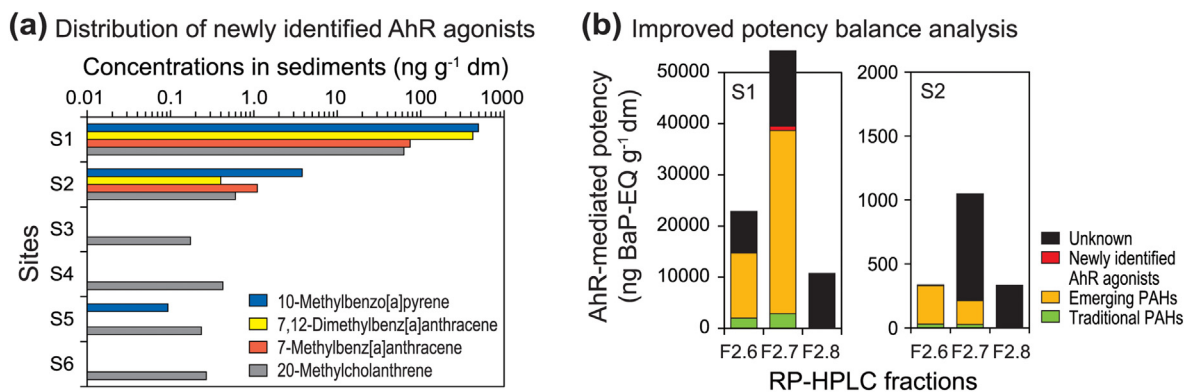 (a) Distribution of newly identified AhR agonists
Concentrations in sediments (ng g⁻¹ dm)
0.01 0.1 1.0 10 100 1000
Sites
S1
S2
S3
S4
S5
S6
10-Methylbenzo[a]pyrene
7,12-Dimethylbenz[a]anthracene
7-Methylbenz[a]anthracene
20-Methylcholanthrene
(b) Improved potency balance analysis
AhR-mediated potency
(ng BaP-EQ g⁻¹ dm)
50000
40000
30000
20000
10000
0
S1
F2.6 F2.7 F2.8
2000
1500
1000
500
0
S2
F2.6 F2.7 F2.8
RP-HPLC fractions
Unknown
Newly identified
AhR agonists
Emerging PAHs
Traditional PAHs